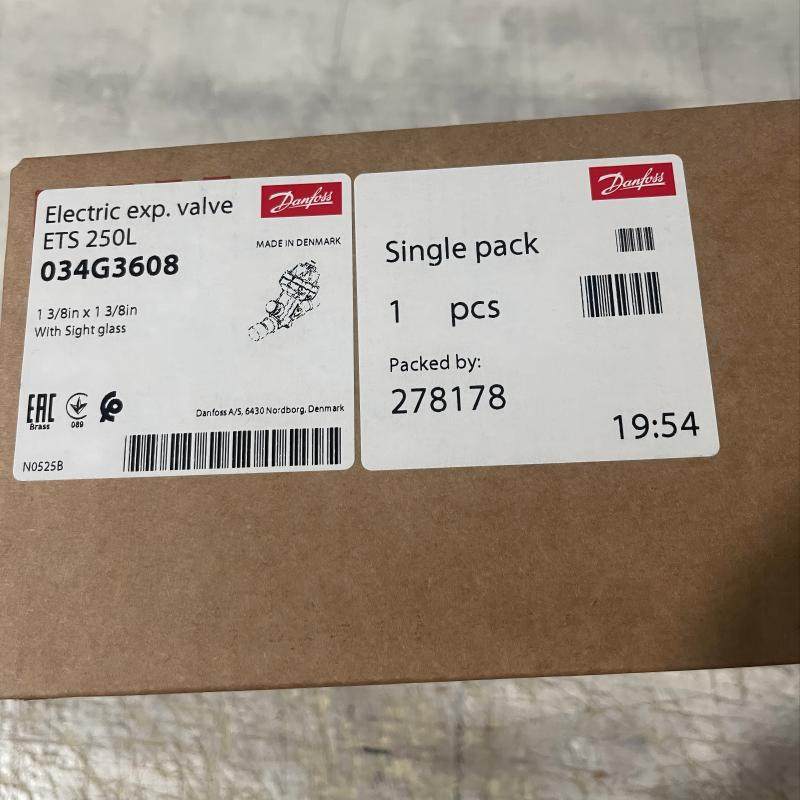 Electric exp. valve
Danfoss
ETS 250L
MADE IN DENMARK
034G3608
1 3/8in x 1 3/8in
With Sight glass
EAC
Brass
089
Danfoss A/S, 6430 Nordborg, Denmark
N0525B
Danfoss
Single pack
1 pcs
Packed by:
278178
19:54